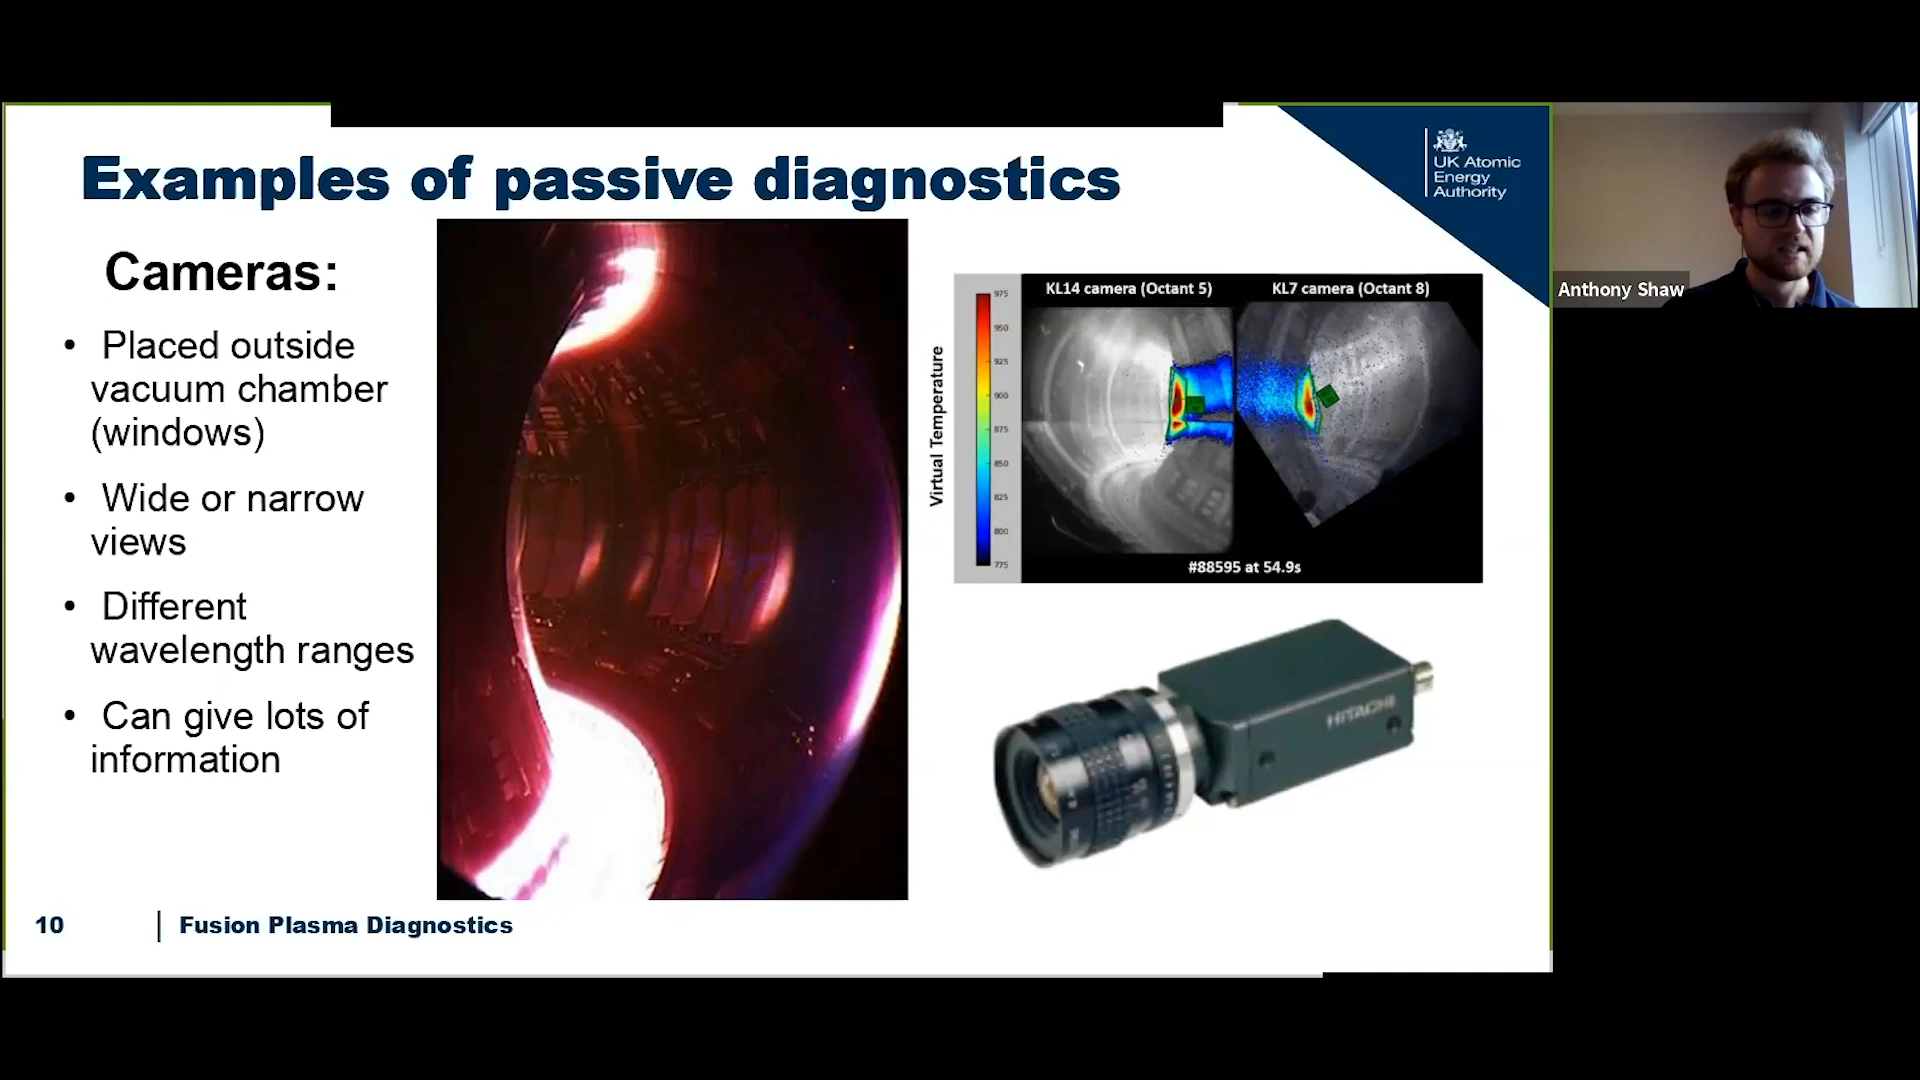 Examples of passive diagnostics
UK Atomic
Energy
Authority
Cameras:
• Placed outside
vacuum chamber
(windows)
• Wide or narrow
views
• Different
wavelength ranges
• Can give lots of
information
Virtual Temperature
975
950
925
900
875
850
825
800
775
KL14 camera (Octant 5)
KL7 camera (Octant 8)
#88595 at 54.9s
HITACHI
10
Fusion Plasma Diagnostics
Anthony Shaw